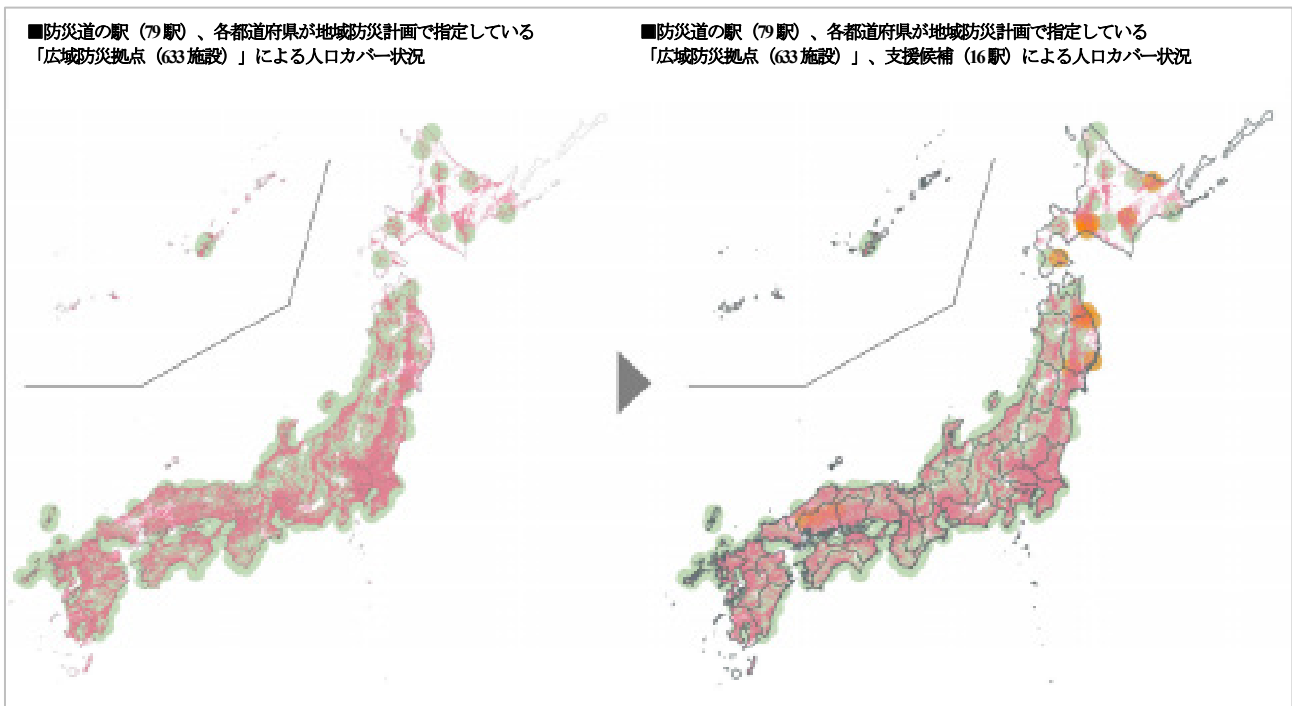 ■防災道の駅（79駅）、各都道府県が地域防災計画で指定している
「広域防災拠点（633施設）」による人口カバー状況
■防災道の駅（79駅）、各都道府県が地域防災計画で指定している
「広域防災拠点（633施設）」、支援候補（16駅）による人口カバー状況